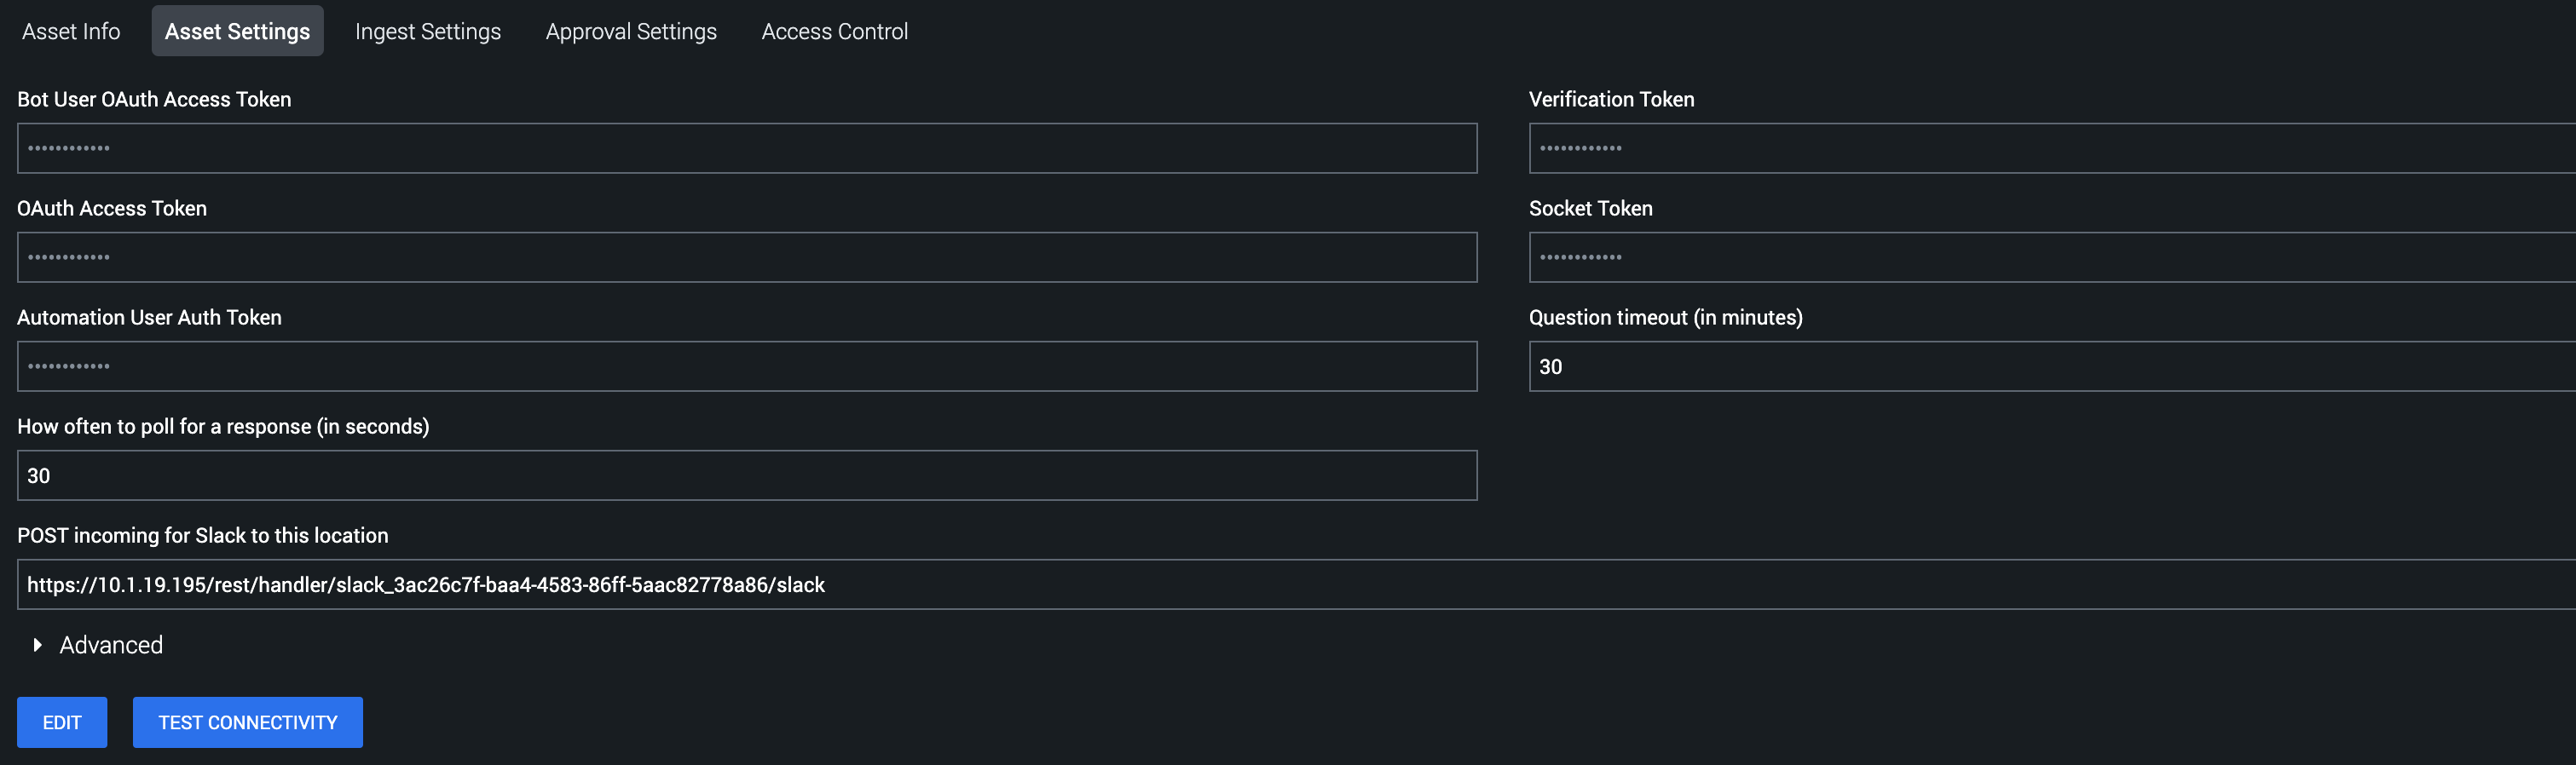 Asset Info Asset Settings Ingest Settings Approval Settings Access Control
Bot User OAuth Access Token
••••••••••••
Verification Token
••••••••••••
OAuth Access Token
••••••••••••
Socket Token
••••••••••••
Automation User Auth Token
••••••••••••
Question timeout (in minutes)
30
How often to poll for a response (in seconds)
30
POST incoming for Slack to this location
https://10.1.19.195/rest/handler/slack_3ac26c7f-baa4-4583-86ff-5aac82778a86/slack
Advanced
EDIT TEST CONNECTIVITY